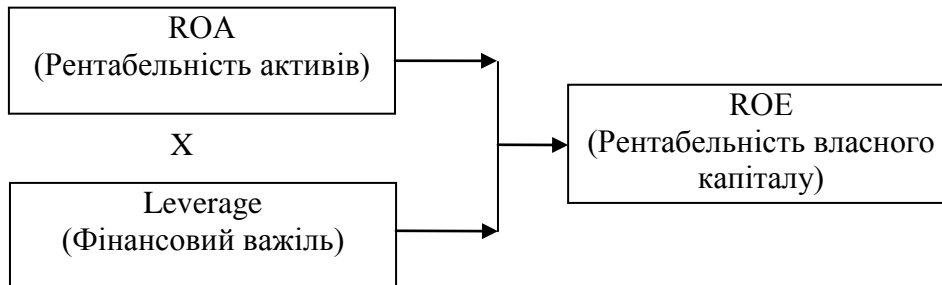 ROA
(Рентабельність активів)
X
Leverage
(Фінансовий важіль)
ROE
(Рентабельність власного
капіталу)